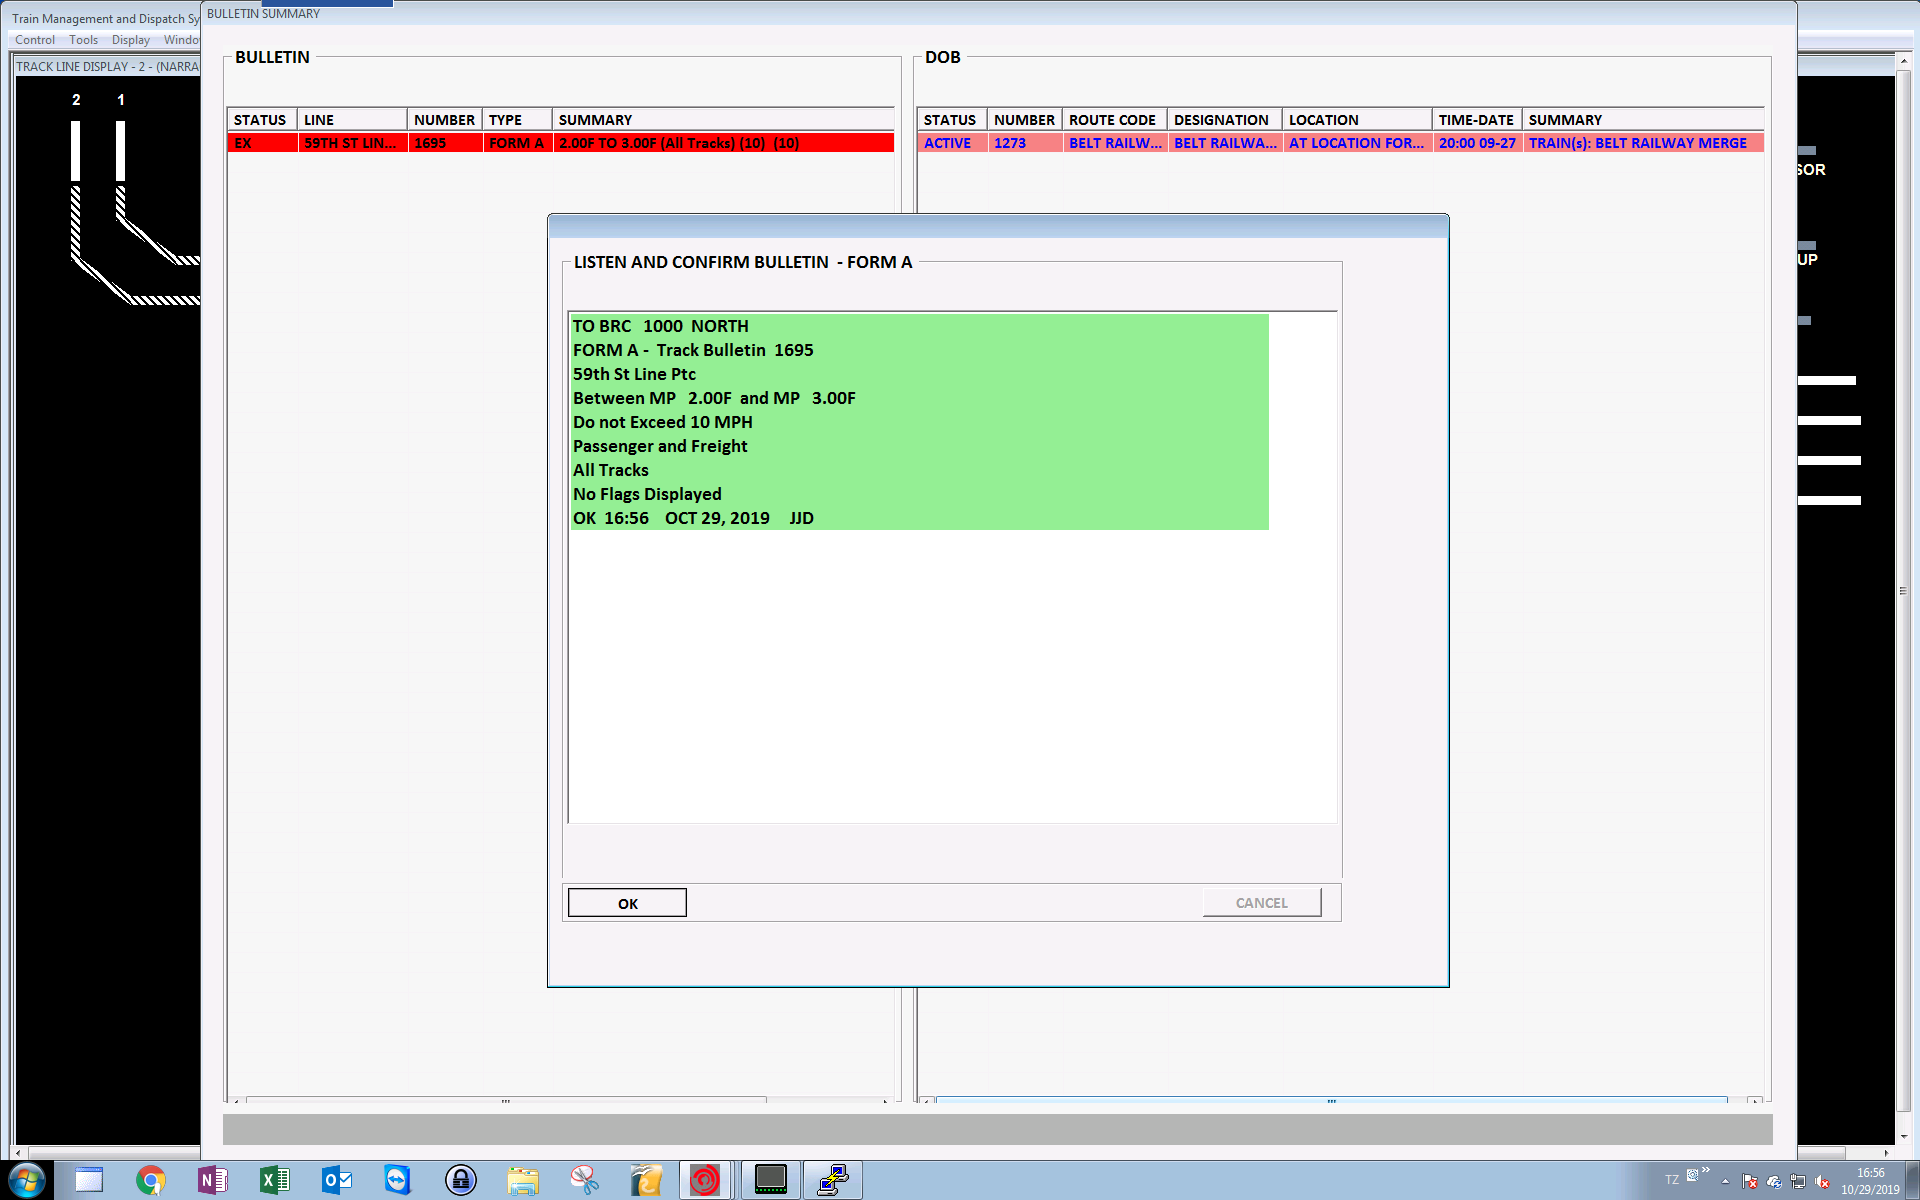 Train Management and Dispatch Sy
BULLETIN SUMMARY
Control Tools Display Windo
TRACK LINE DISPLAY - 2 - (NARRA
2 1
BULLETIN
STATUS LINE NUMBER TYPE SUMMARY
EX 59TH ST LIN... 1695 FORM A 2.00F TO 3.00F (All Tracks) (10) (10)
DOB
STATUS NUMBER ROUTE CODE DESIGNATION LOCATION TIME-DATE SUMMARY
ACTIVE 1273 BELT RAILW... BELT RAILWA... AT LOCATION FOR... 20:00 09-27 TRAIN(s): BELT RAILWAY MERGE
SOR
UP
LISTEN AND CONFIRM BULLETIN - FORM A
TO BRC 1000 NORTH
FORM A - Track Bulletin 1695
59th St Line Ptc
Between MP 2.00F and MP 3.00F
Do not Exceed 10 MPH
Passenger and Freight
All Tracks
No Flags Displayed
OK 16:56 OCT 29, 2019 JJD
OK CANCEL
TZ
16:56
10/29/2019